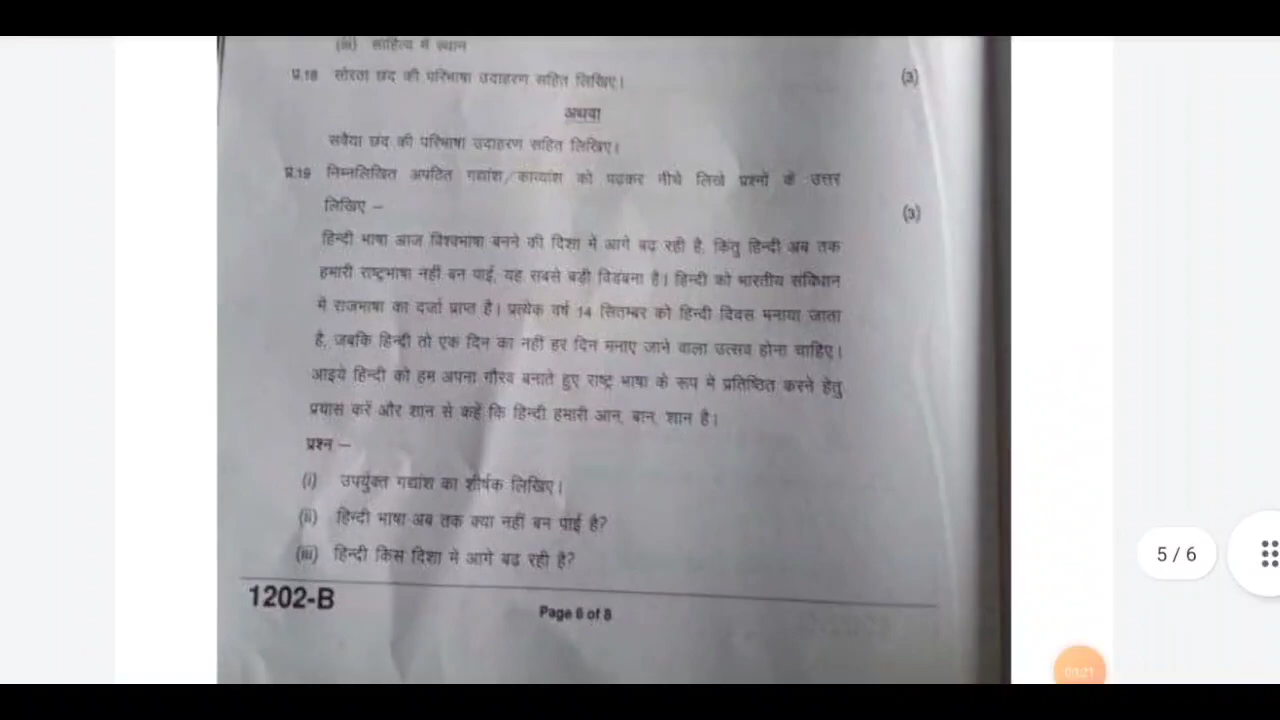 (iii) साहित्य में स्थान
प्र.18 सोरठा छंद की परिभाषा उदाहरण सहित लिखिए। (3)
अथवा
सवैया छंद की परिभाषा उदाहरण सहित लिखिए।
प्र.19 निम्नलिखित अपठित गद्यांश/काव्यांश को पढ़कर नीचे लिखे प्रश्नों के उत्तर
लिखिए – (3)
हिन्दी भाषा आज विश्वभाषा बनने की दिशा में आगे बढ़ रही है, किंतु हिन्दी अब तक
हमारी राष्ट्रभाषा नहीं बन पाई, यह सबसे बड़ी विडंबना है। हिन्दी को भारतीय संविधान
में राजभाषा का दर्जा प्राप्त है। प्रत्येक वर्ष 14 सितम्बर को हिन्दी दिवस मनाया जाता
है, जबकि हिन्दी तो एक दिन का नहीं हर दिन मनाए जाने वाला उत्सव होना चाहिए।
आइये हिन्दी को हम अपना गौरव बनाते हुए राष्ट्र भाषा के रूप में प्रतिष्ठित करने हेतु
प्रयास करें और शान से कहें कि हिन्दी हमारी आन, बान, शान है।
प्रश्न –
(i) उपर्युक्त गद्यांश का शीर्षक लिखिए।
(ii) हिन्दी भाषा अब तक क्या नहीं बन पाई है?
(iii) हिन्दी किस दिशा में आगे बढ़ रही है?
1202-B
Page 6 of 8
5 / 6
00:21